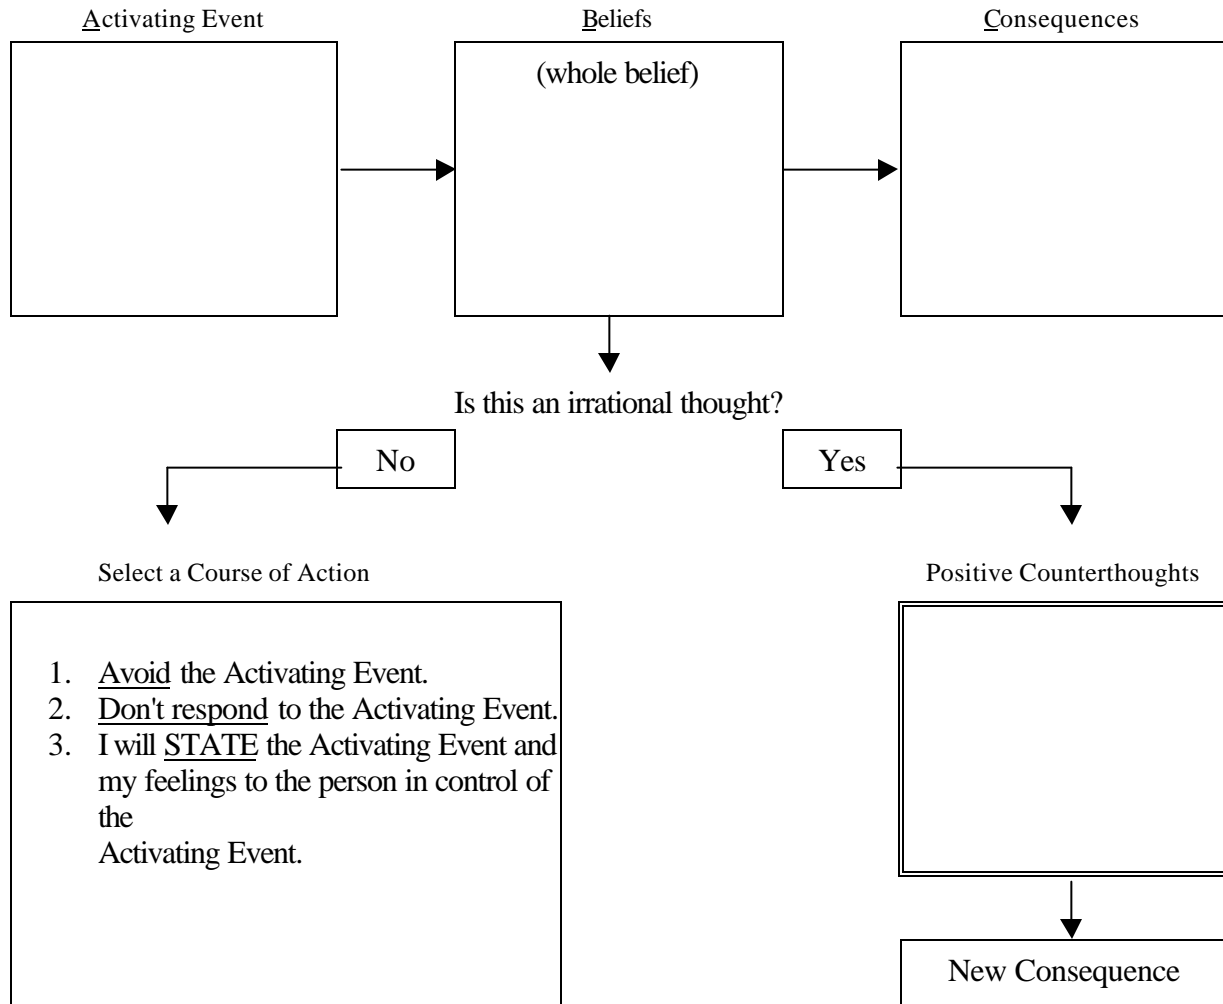 Activating Event
Beliefs
Consequences
(whole belief)
Is this an irrational thought?
No
Yes
Select a Course of Action
Positive Counterthoughts
1. Avoid the Activating Event.
2. Don't respond to the Activating Event.
3. I will STATE the Activating Event and
my feelings to the person in control of
the
Activating Event.
New Consequence